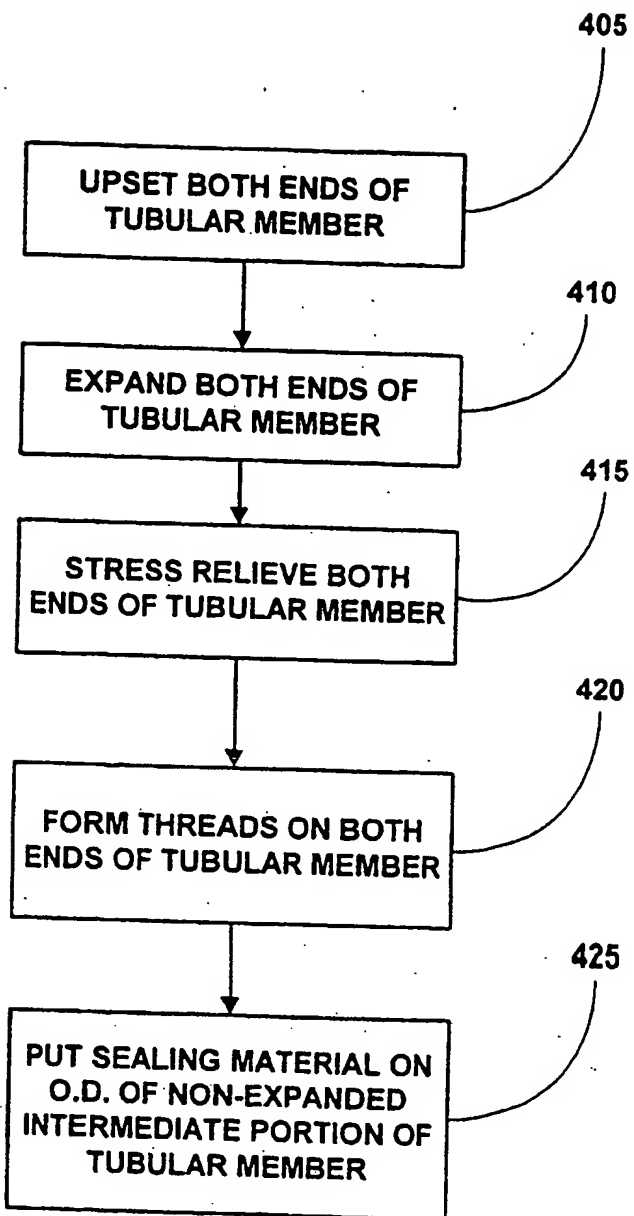 405
UPSET BOTH ENDS OF
TUBULAR MEMBER
410
EXPAND BOTH ENDS OF
TUBULAR MEMBER
415
STRESS RELIEVE BOTH
ENDS OF TUBULAR MEMBER
420
FORM THREADS ON BOTH
ENDS OF TUBULAR MEMBER
425
PUT SEALING MATERIAL ON
O.D. OF NON-EXPANDED
INTERMEDIATE PORTION OF
TUBULAR MEMBER